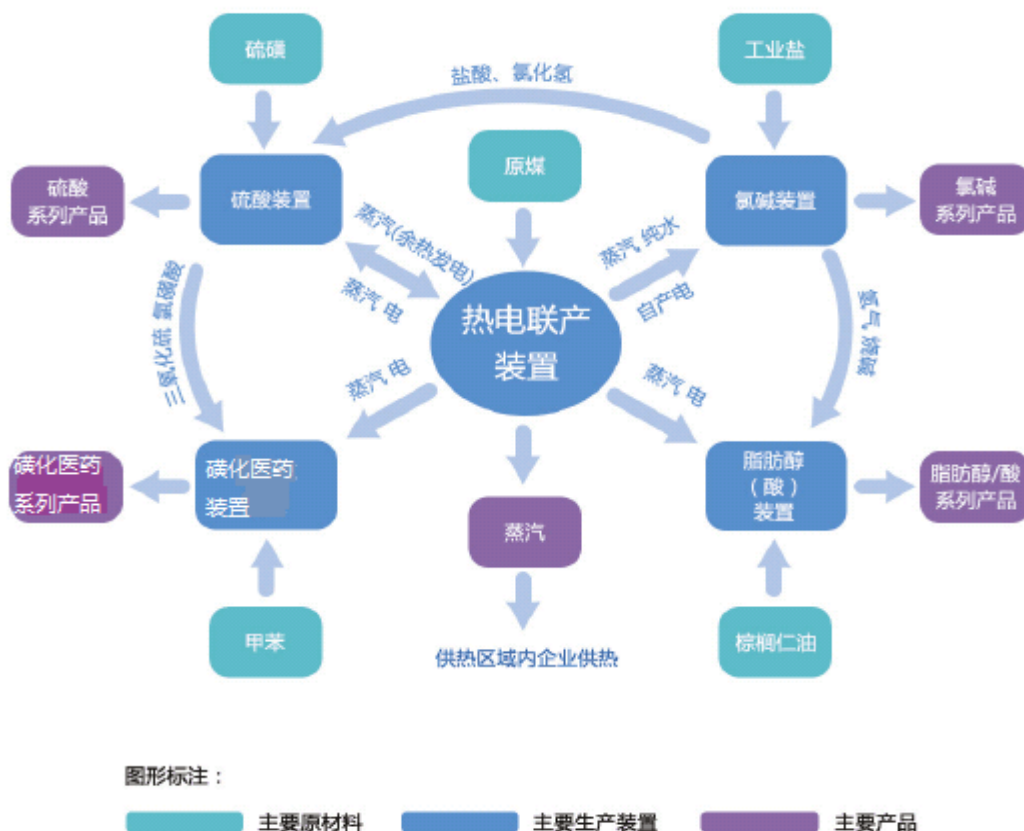 硫磺
工业盐
盐酸、氯化氢
原煤
硫酸
系列产品
硫酸装置
氯碱装置
氯碱
系列产品
蒸汽(余热发电)
蒸汽 电
蒸汽 纯水
自产电
三氧化硫 氯磺酸
热电联产
装置
氢气 烧碱
蒸汽 电
蒸汽 电
磺化医药
系列产品
磺化医药
装置
脂肪醇
（酸）
装置
脂肪醇/酸
系列产品
蒸汽
甲苯
棕榈仁油
供热区域内企业供热
图形标注：
主要原材料
主要生产装置
主要产品